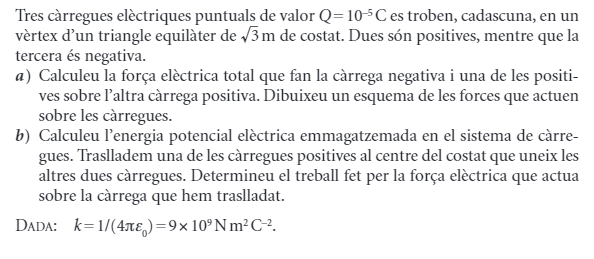 Tres càrregues elèctriques puntuals de valor Q = 10⁻⁵ C es troben, cadascuna, en un
vèrtex d’un triangle equilàter de √3 m de costat. Dues són positives, mentre que la
tercera és negativa.
a) Calculeu la força elèctrica total que fan la càrrega negativa i una de les positi-
ves sobre l’altra càrrega positiva. Dibuixeu un esquema de les forces que actuen
sobre les càrregues.
b) Calculeu l’energia potencial elèctrica emmagatzemada en el sistema de càrre-
gues. Traslladem una de les càrregues positives al centre del costat que uneix les
altres dues càrregues. Determineu el treball fet per la força elèctrica que actua
sobre la càrrega que hem traslladat.
DADA: k = 1/(4πε₀) = 9 × 10⁹ N m² C⁻².